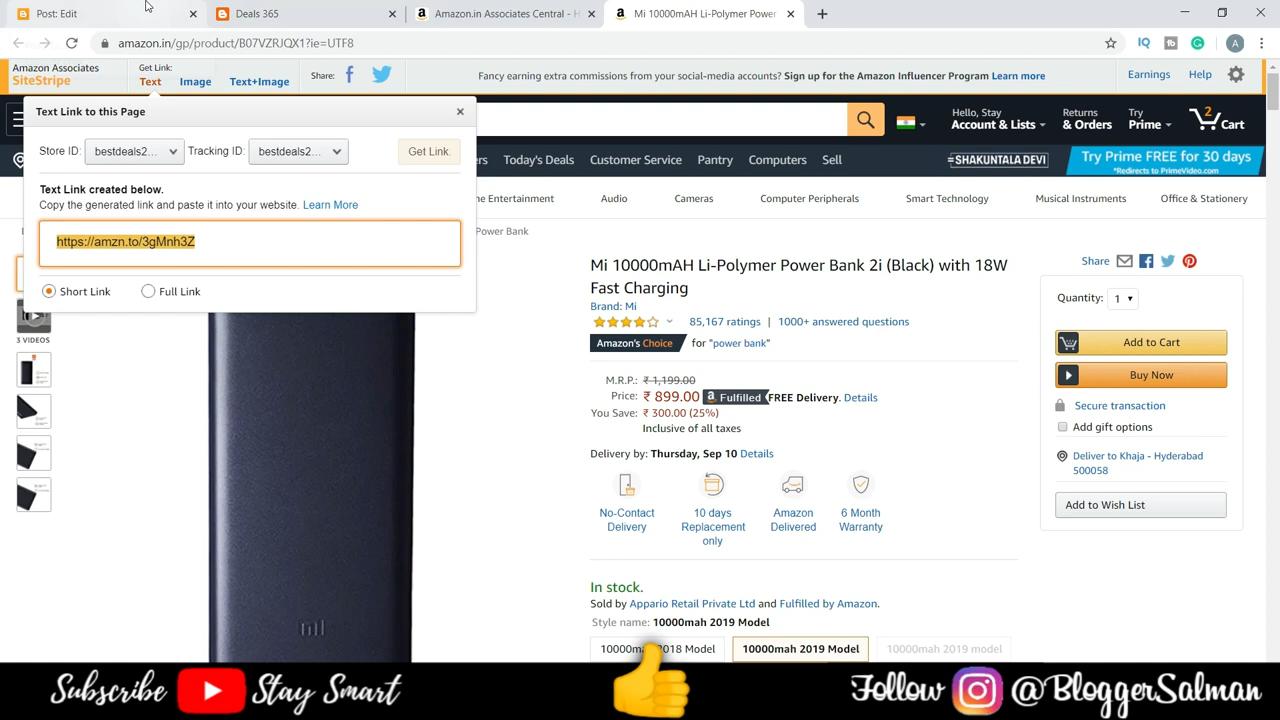 Post: Edit
Deals 365
Amazon.in Associates Central - H
Mi 10000mAH Li-Polymer Power
amazon.in/gp/product/B07VZRJQX1?ie=UTF8
IQ
A
Amazon Associates
SiteStripe
Get Link:
Text
Image
Text+Image
Share:
Fancy earning extra commissions from your social-media accounts? Sign up for the Amazon Influencer Program Learn more
Earnings
Help
Text Link to this Page
Store ID:
bestdeals2...
Tracking ID:
bestdeals2...
Get Link.
Text Link created below.
Copy the generated link and paste it into your website. Learn More
https://amzn.to/3gMnh3Z
Short Link
Full Link
Hello, Stay
Account & Lists
Returns
& Orders
Try
Prime
2
Cart
ers
Today's Deals
Customer Service
Pantry
Computers
Sell
#SHAKUNTALA DEVI
Try Prime FREE for 30 days
*Redirects to PrimeVideo.com
me Entertainment
Audio
Cameras
Computer Peripherals
Smart Technology
Musical Instruments
Office & Stationery
Power Bank
3 VIDEOS
Mi 10000mAH Li-Polymer Power Bank 2i (Black) with 18W
Fast Charging
Brand: Mi
85,167 ratings | 1000+ answered questions
Amazon's Choice for "power bank"
M.R.P.: ₹ 1,199.00
Price: ₹ 899.00 Fulfilled FREE Delivery. Details
You Save: ₹ 300.00 (25%)
Inclusive of all taxes
Delivery by: Thursday, Sep 10 Details
No-Contact
Delivery
10 days
Replacement
only
Amazon
Delivered
6 Month
Warranty
In stock.
Sold by Appario Retail Private Ltd and Fulfilled by Amazon.
Style name: 10000mah 2019 Model
10000mah 2018 Model
10000mah 2019 Model
10000mah 2019 model
Share
Quantity: 1
Add to Cart
Buy Now
Secure transaction
Add gift options
Deliver to Khaja - Hyderabad
500058
Add to Wish List
mi
Subscribe
Stay Smart
Follow
@BloggerSalman